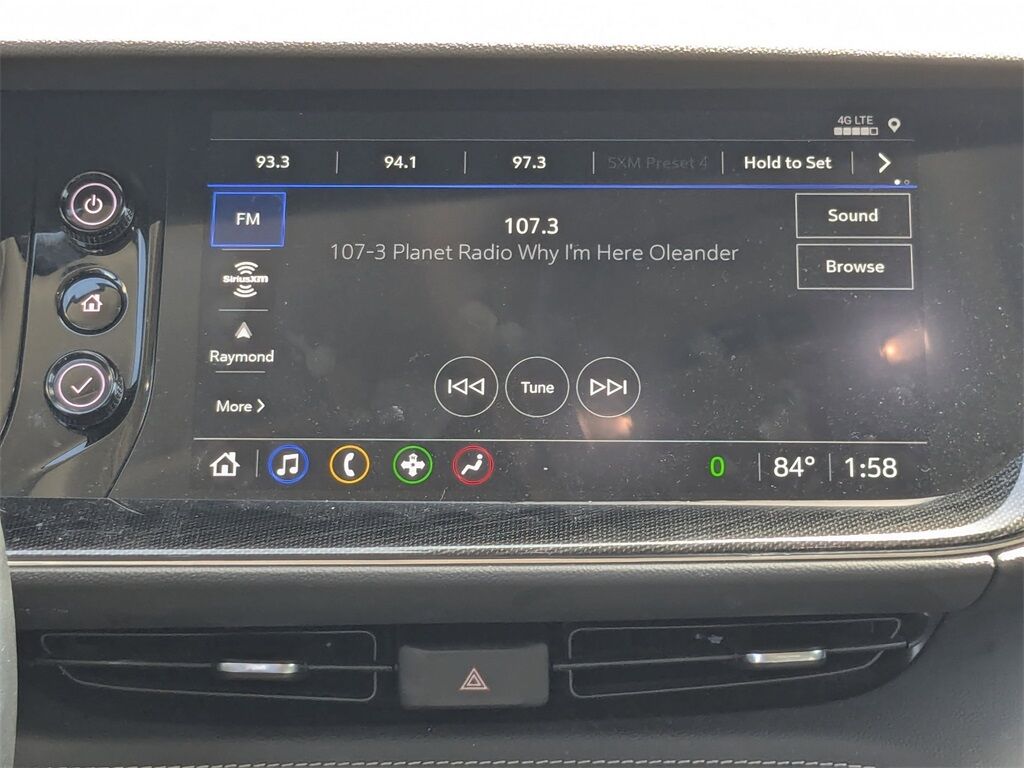 4G LTE
93.3 94.1 97.3 SXM Preset 4 Hold to Set
FM
107.3
107-3 Planet Radio Why I'm Here Oleander
Sound
Browse
SiriusXM
Raymond
More
Tune
0 84° 1:58